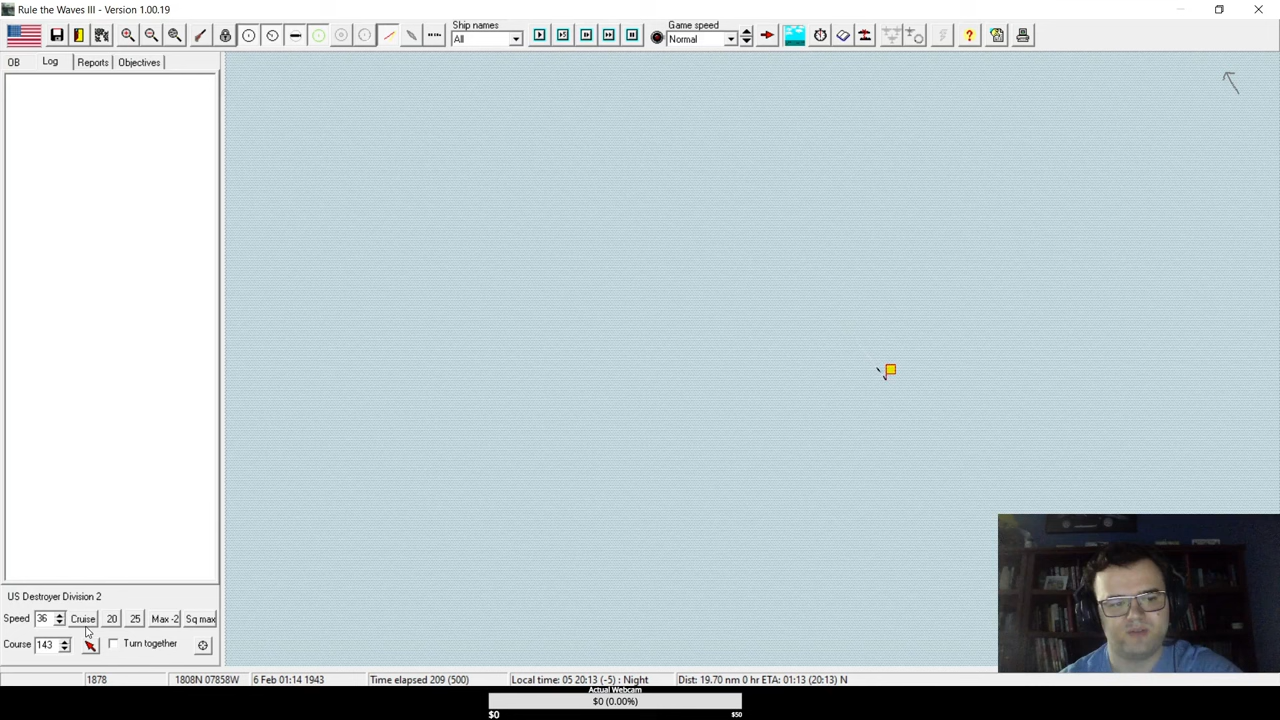 Rule the Waves III - Version 1.00.19
Ship names
All
Game speed
Normal
OB
Log
Reports
Objectives
US Destroyer Division 2
Speed 36 Cruise 20 25 Max -2 Sq max
Course 143 Turn together
1878
1808N 07858W
6 Feb 01:14 1943
Time elapsed 209 (500)
Local time: 05 20:13 (-5) : Night
Dist: 19.70 nm 0 hr ETA: 01:13 (20:13) N
Actual Webcam
$0 (0.00%)
$0
$50